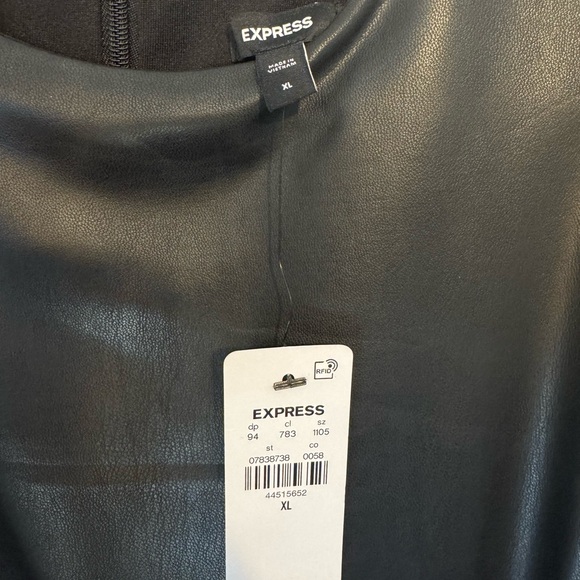 EXPRESS
MADE IN
VIETNAM
XL
RFID
EXPRESS
dp cl sz
94 783 1105
st co
07838738 0058
44515652
XL